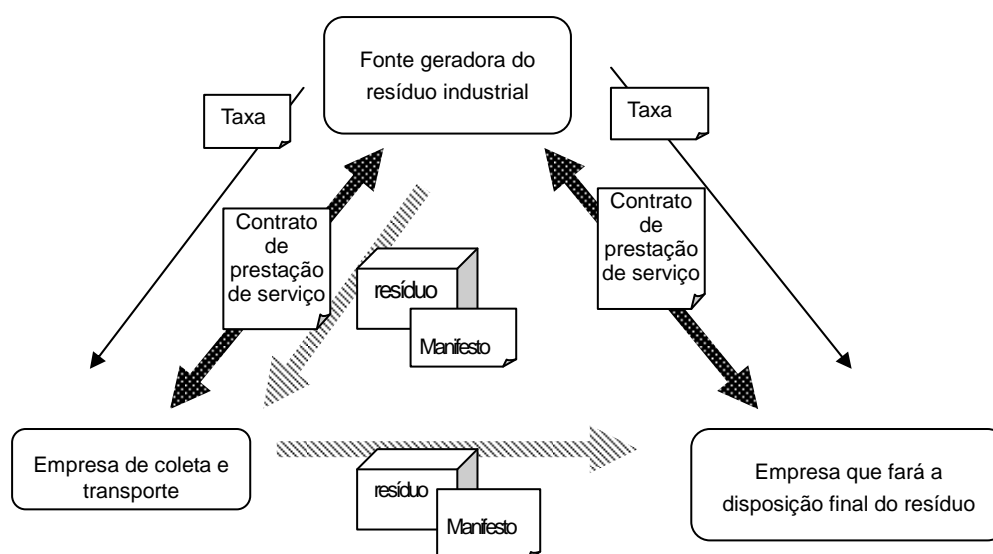 Fonte geradora do
resíduo industrial
Taxa
Taxa
Contrato
de
prestação
de serviço
Contrato
de
prestação
de serviço
resíduo
Manifesto
Empresa de coleta e
transporte
resíduo
Manifesto
Empresa que fará a
disposição final do resíduo